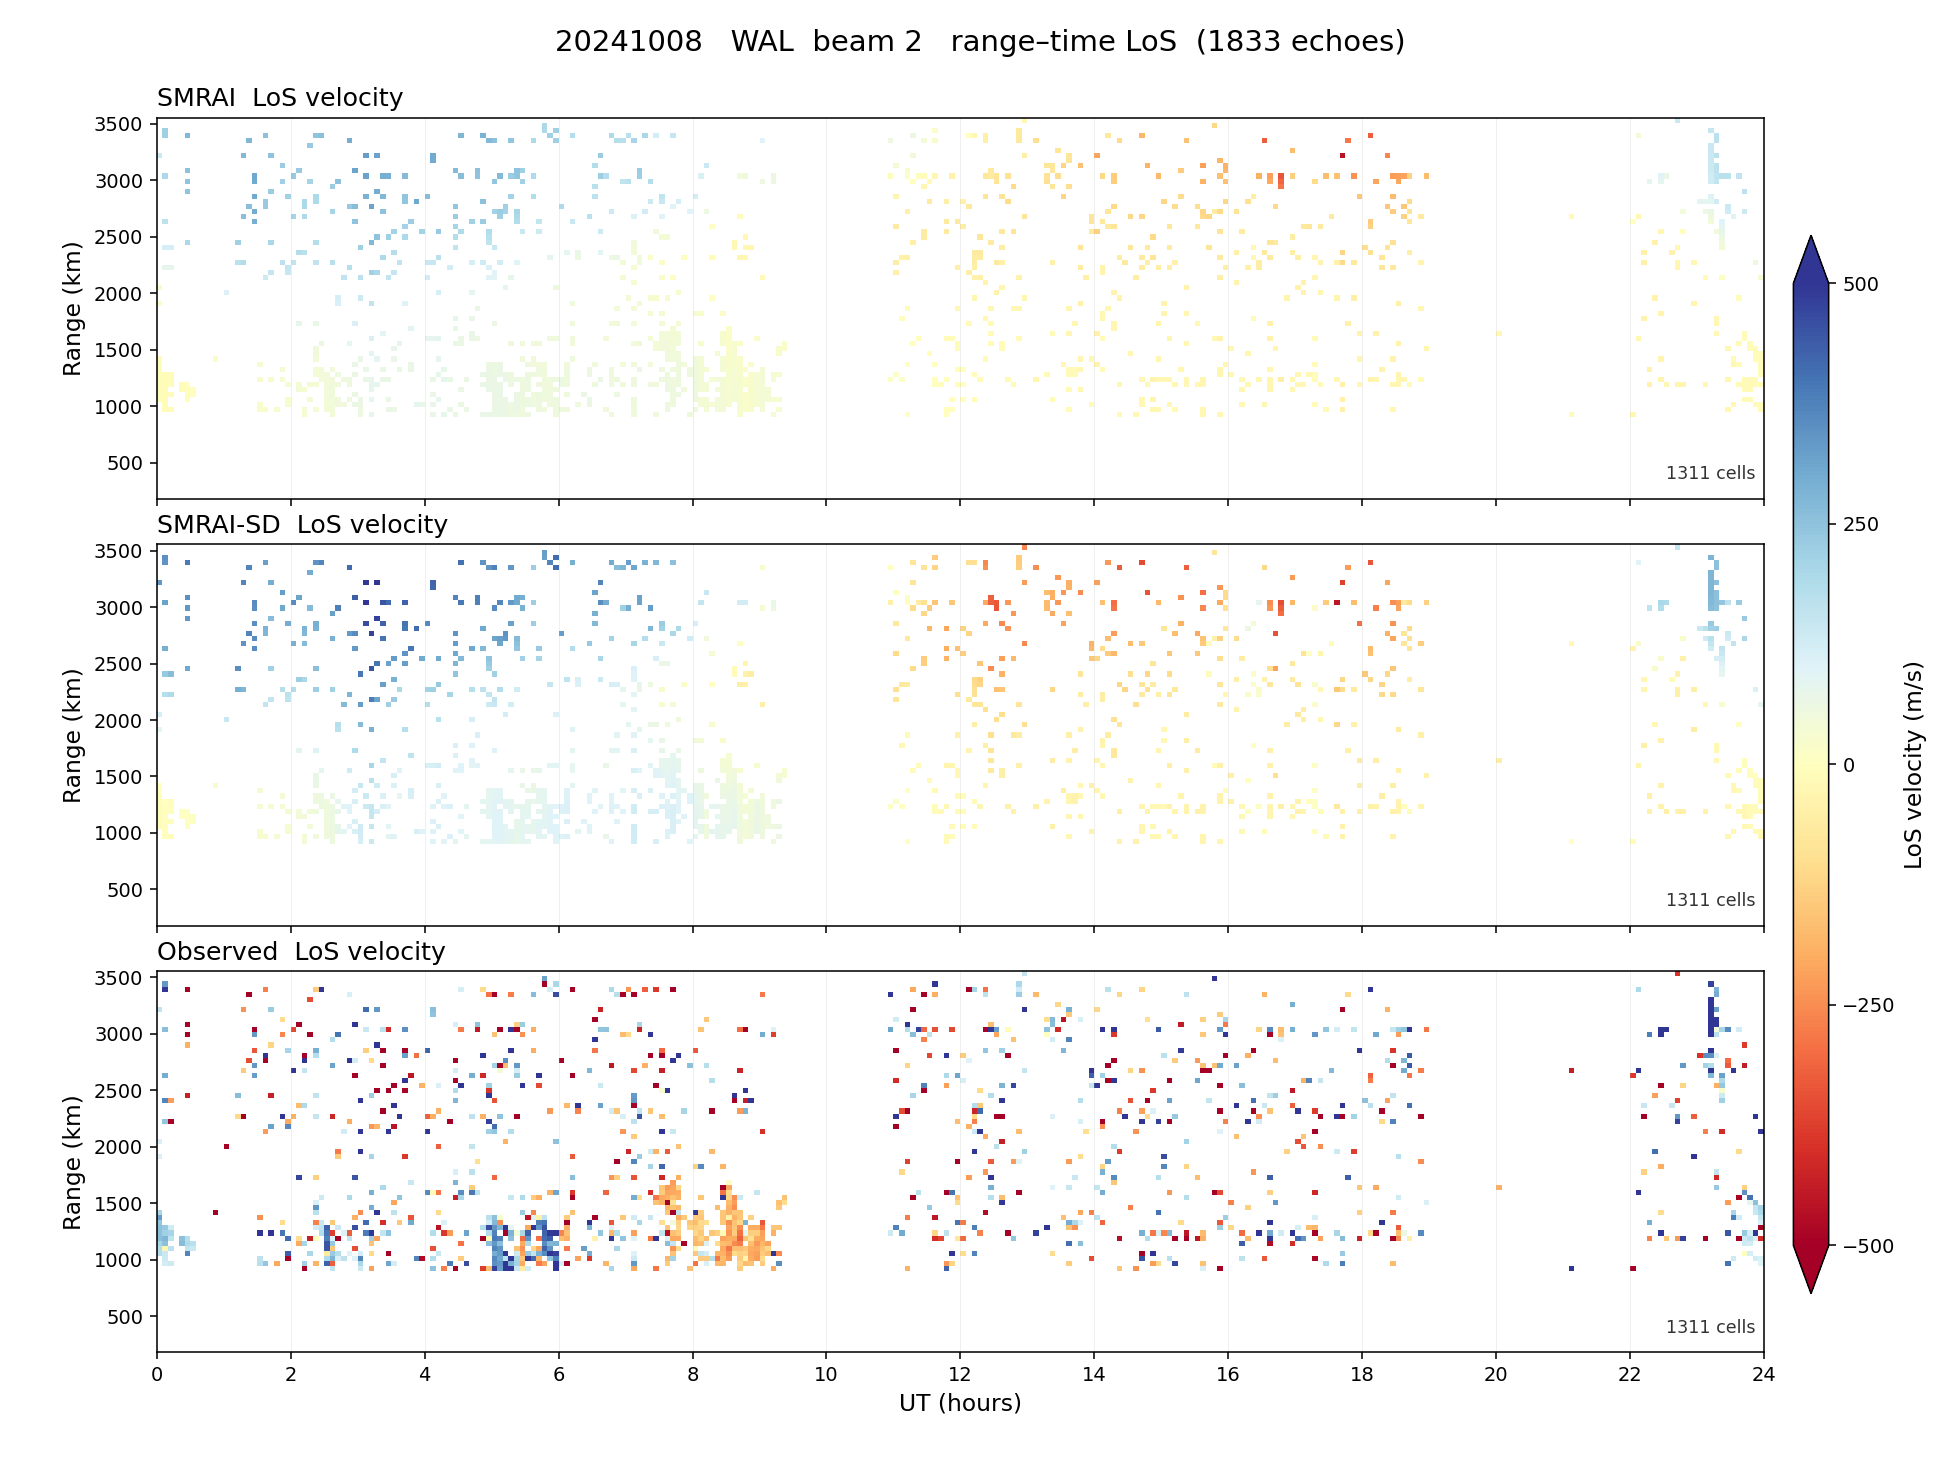 20241008 WAL beam 2 range–time LoS (1833 echoes)
SMRAI LoS velocity
3500
3000
2500
2000
1500
1000
500
Range (km)
1311 cells
SMRAI-SD LoS velocity
3500
3000
2500
2000
1500
1000
500
Range (km)
1311 cells
Observed LoS velocity
3500
3000
2500
2000
1500
1000
500
Range (km)
1311 cells
0 2 4 6 8 10 12 14 16 18 20 22 24
UT (hours)
500
250
0
−250
−500
LoS velocity (m/s)